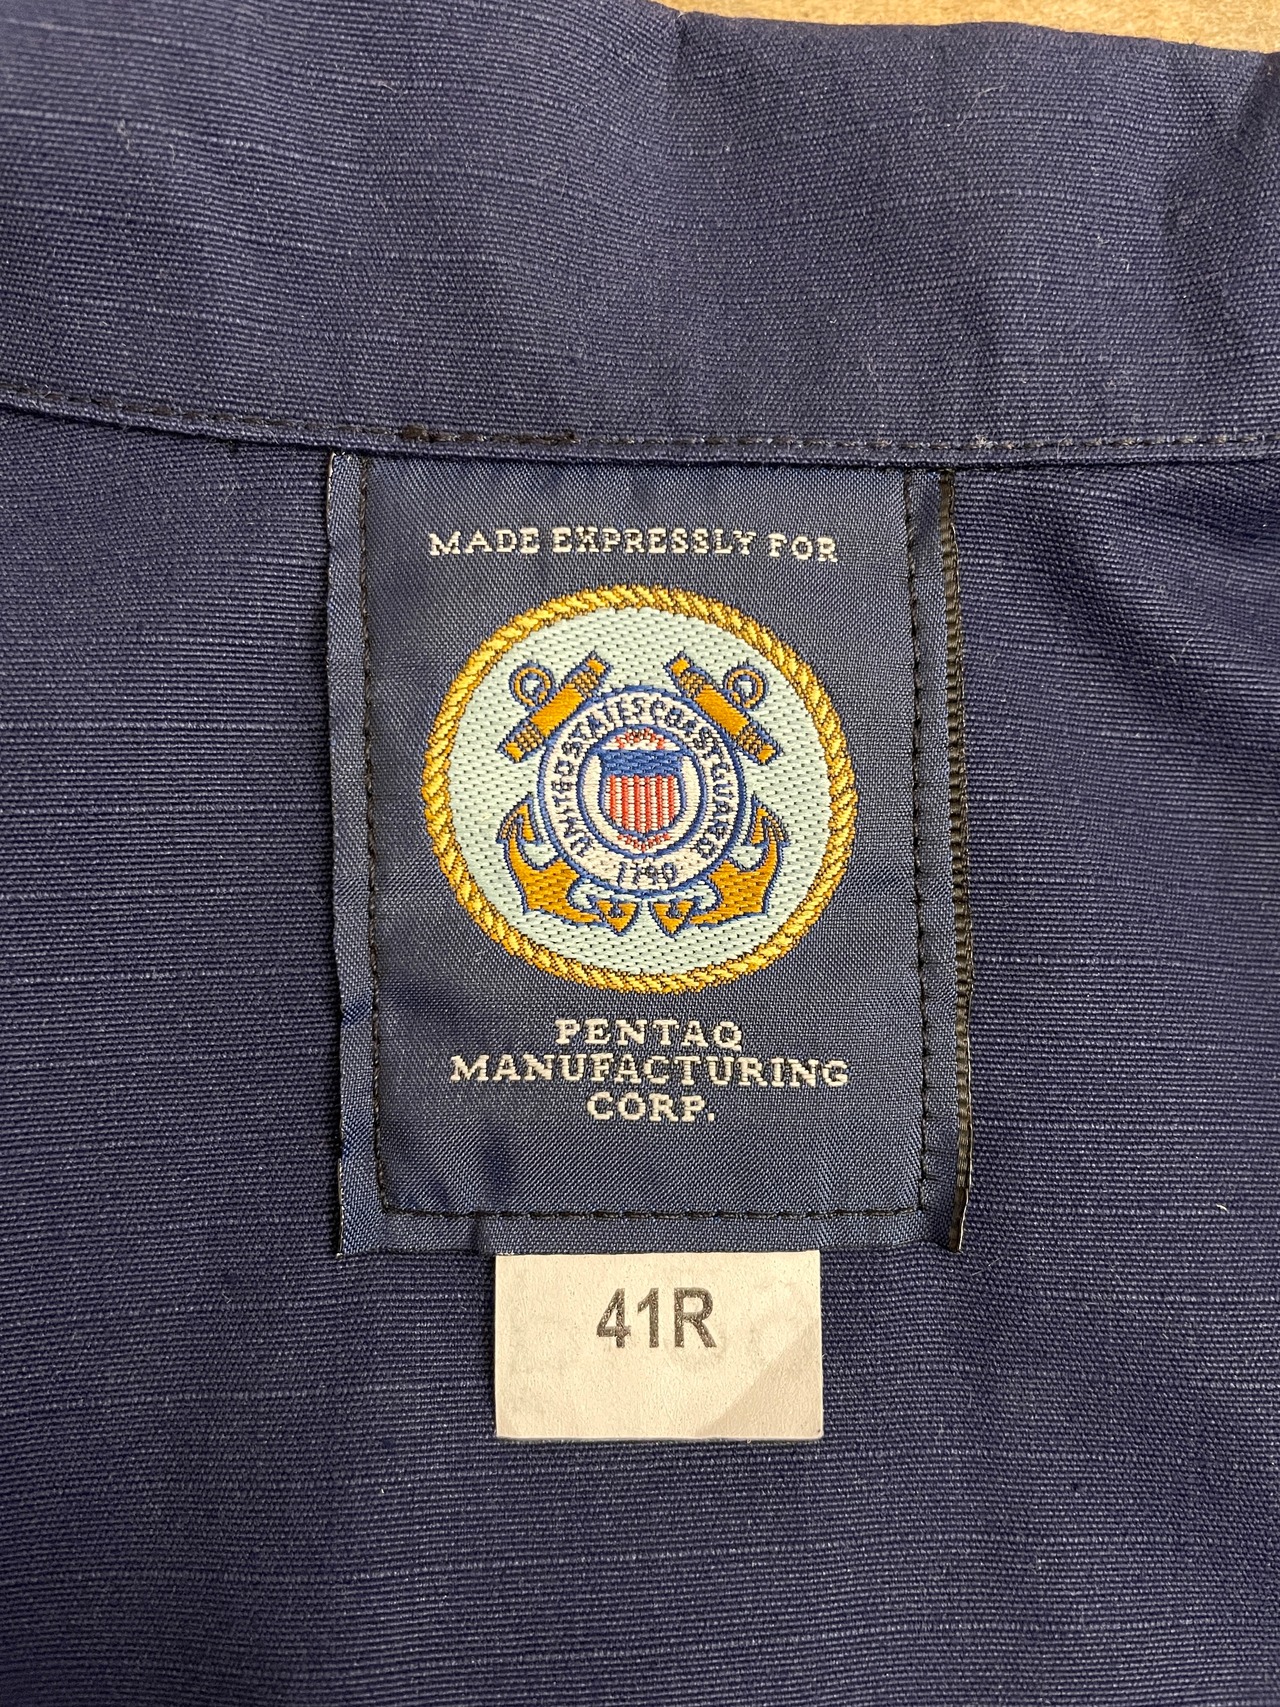 MADE EXPRESSLY FOR
UNITED STATES COAST GUARD
1790
PENTAQ
MANUFACTURING
CORP.
41R